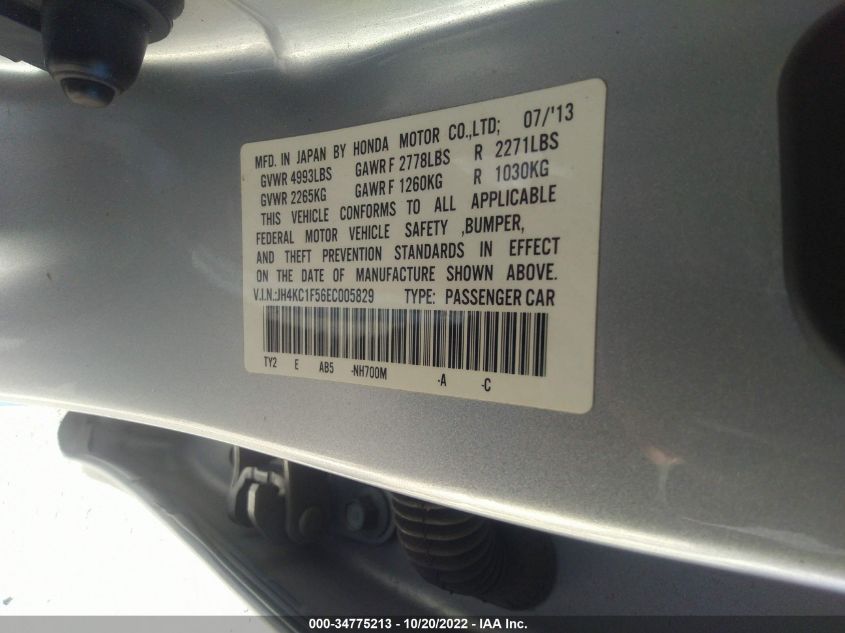 MFD. IN JAPAN BY HONDA MOTOR CO.,LTD; 07/'13
GVWR 4993LBS GAWR F 2778LBS R 2271LBS
GVWR 2265KG GAWR F 1260KG R 1030KG
THIS VEHICLE CONFORMS TO ALL APPLICABLE
FEDERAL MOTOR VEHICLE SAFETY ,BUMPER,
AND THEFT PREVENTION STANDARDS IN EFFECT
ON THE DATE OF MANUFACTURE SHOWN ABOVE.
V.I.N.:JH4KC1F56EC005829 TYPE: PASSENGER CAR
TY2 E AB5 -NH700M -A -C
000-34775213 - 10/20/2022 - IAA Inc.